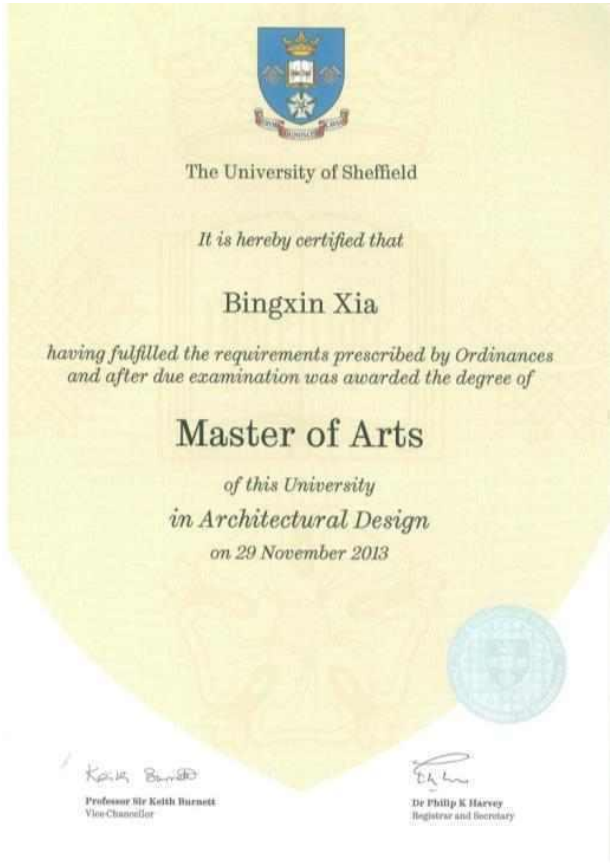 The University of Sheffield
It is hereby certified that
Bingxin Xia
having fulfilled the requirements prescribed by Ordinances
and after due examination was awarded the degree of
Master of Arts
of this University
in Architectural Design
on 29 November 2013
Keith Burnett
Professor Sir Keith Burnett
Vice-Chancellor
Dr Philip K Harvey
Registrar and Secretary